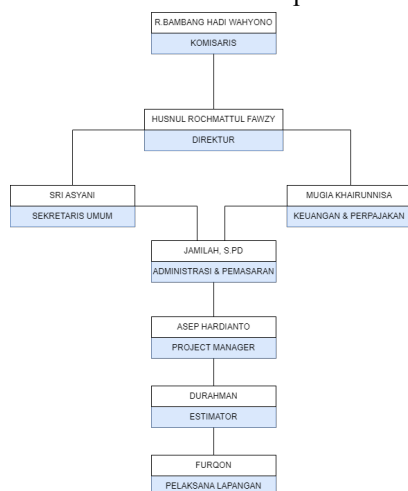 R.BAMBANG HADI WAHYONO
KOMISARIS
HUSNUL ROCHMATTUL FAWZY
DIREKTUR
SRI ASYANI
SEKRETARIS UMUM
MUGIA KHAIRUNNISA
KEUANGAN & PERPAJAKAN
JAMILAH, S.PD
ADMINISTRASI & PEMASARAN
ASEP HARDIANTO
PROJECT MANAGER
DURAHMAN
ESTIMATOR
FURQON
PELAKSANA LAPANGAN